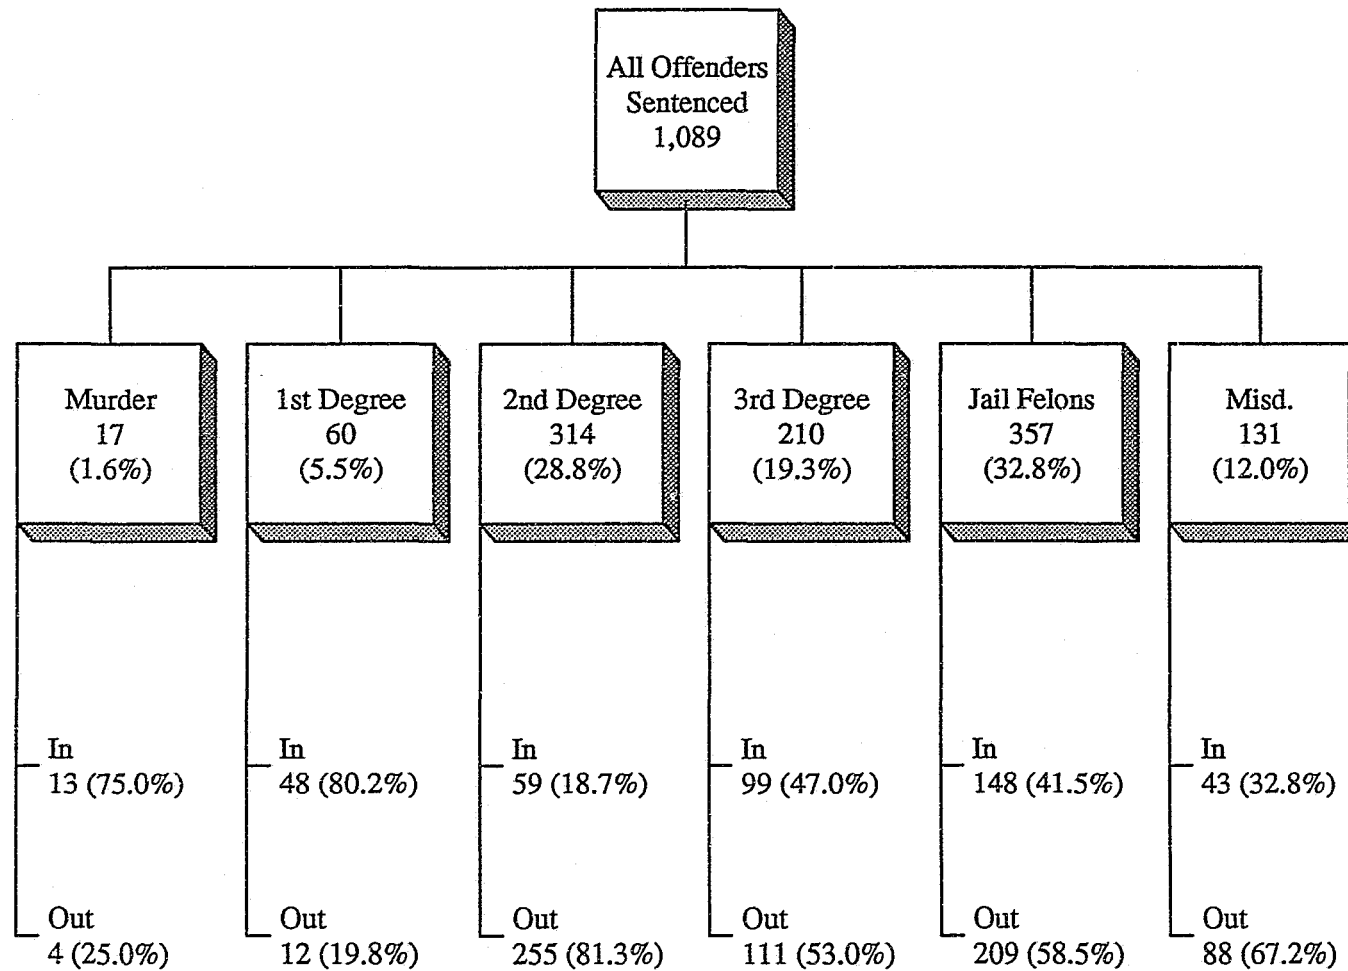 All Offenders
Sentenced
1,089
Murder
17
(1.6%)
1st Degree
60
(5.5%)
2nd Degree
314
(28.8%)
3rd Degree
210
(19.3%)
Jail Felons
357
(32.8%)
Misd.
131
(12.0%)
In
13 (75.0%)
In
48 (80.2%)
In
59 (18.7%)
In
99 (47.0%)
In
148 (41.5%)
In
43 (32.8%)
Out
4 (25.0%)
Out
12 (19.8%)
Out
255 (81.3%)
Out
111 (53.0%)
Out
209 (58.5%)
Out
88 (67.2%)